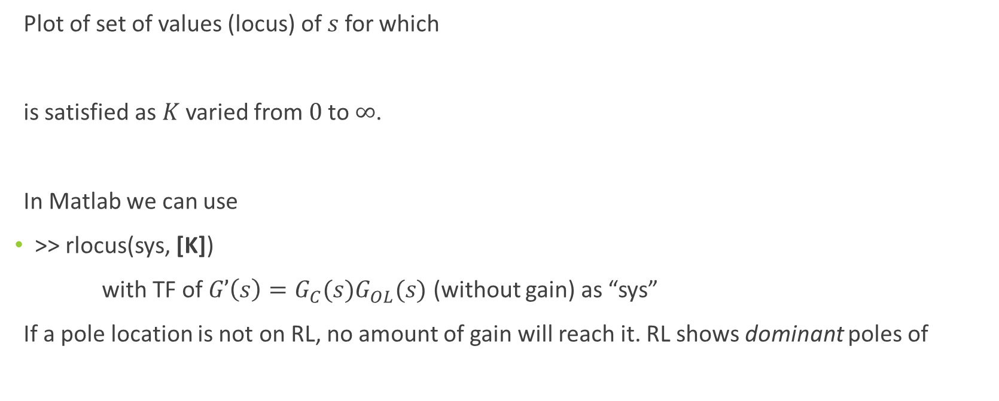 Plot of set of values (locus) of s for which
is satisfied as K varied from 0 to ∞.
In Matlab we can use
• >> rlocus(sys, [K])
with TF of G’(s) = G_C(s)G_{OL}(s) (without gain) as “sys”
If a pole location is not on RL, no amount of gain will reach it. RL shows dominant poles of